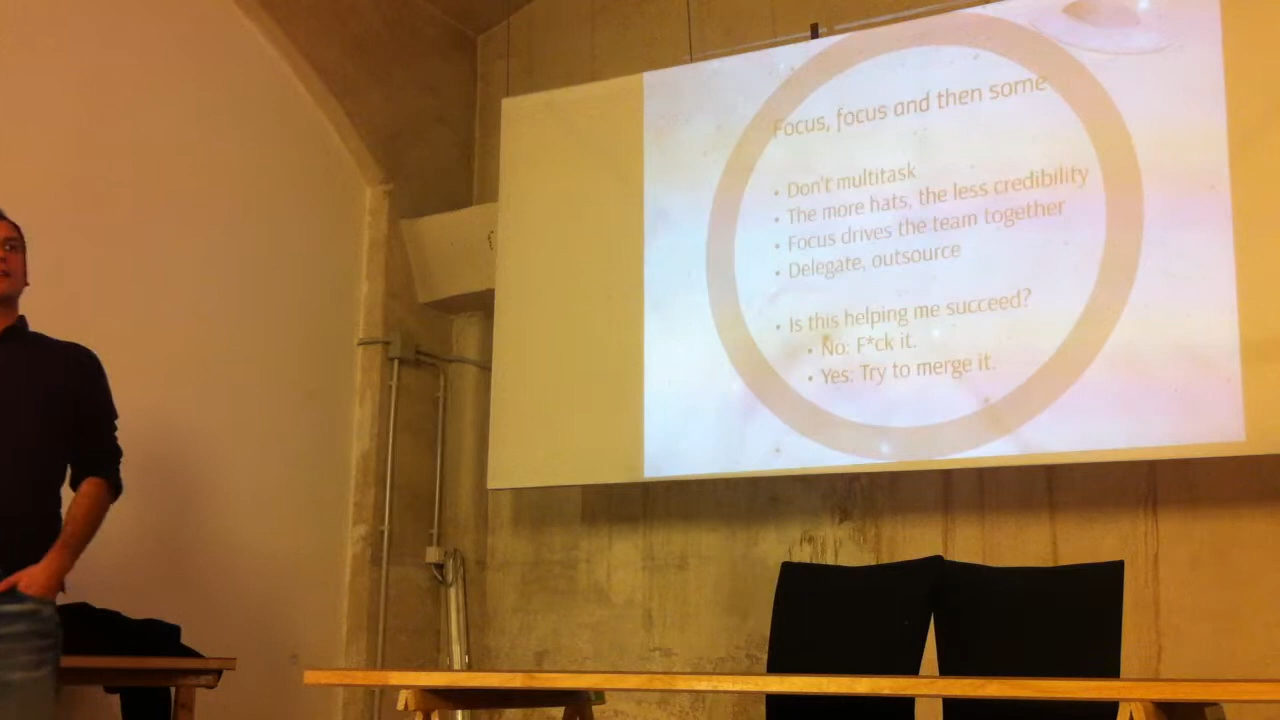 Focus, focus and then some
• Don't multitask
• The more hats, the less credibility
• Focus drives the team together
• Delegate, outsource
• Is this helping me succeed?
• No: F*ck it.
• Yes: Try to merge it.